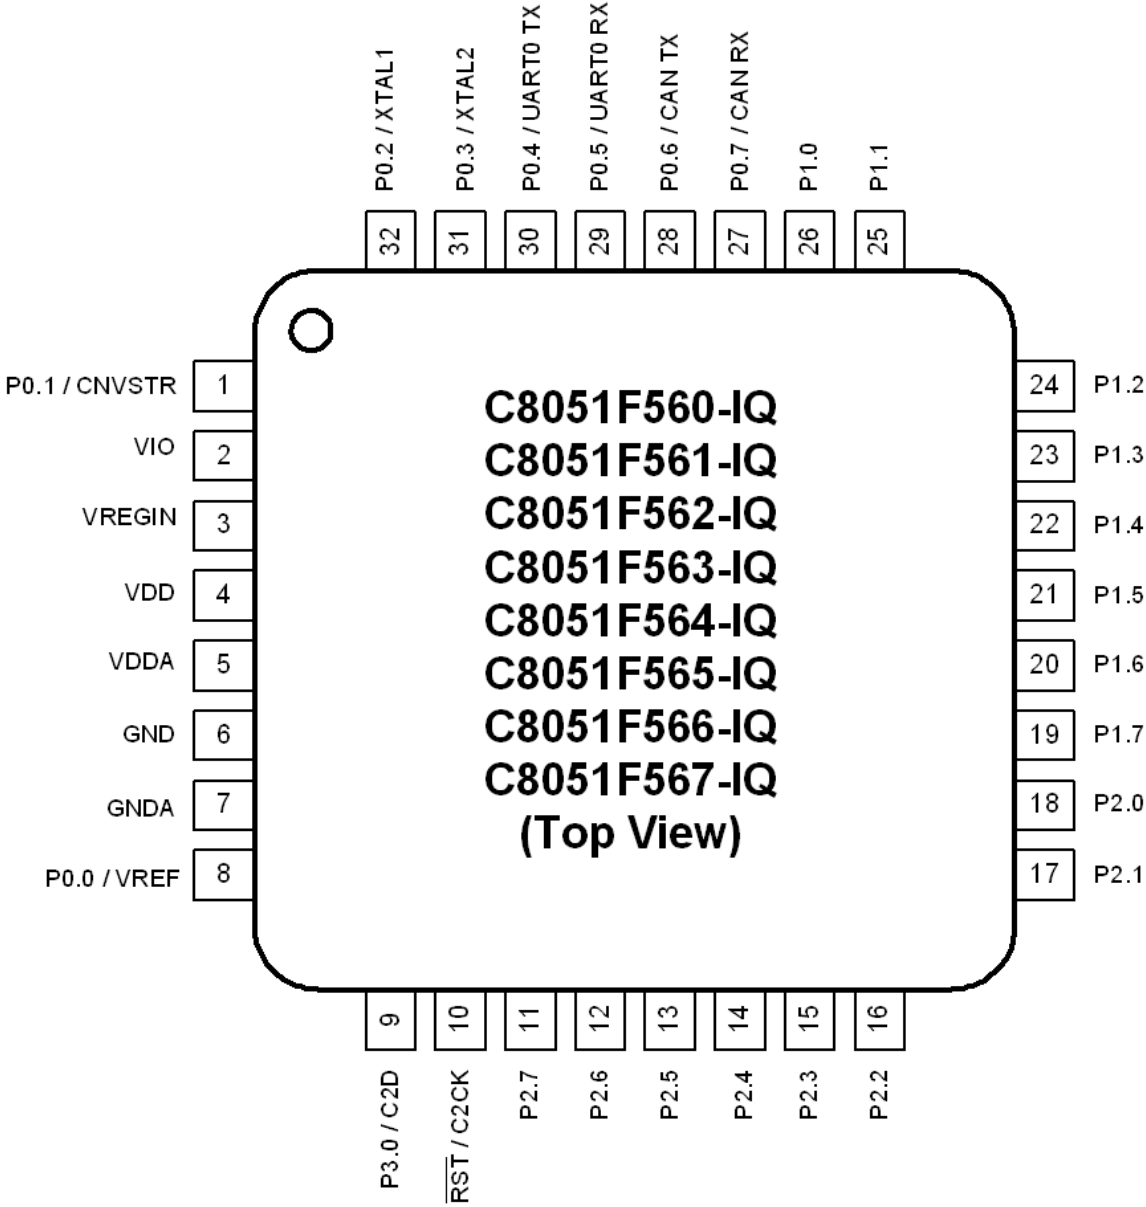 P0.2 / XTAL1
P0.3 / XTAL2
P0.4 / UART0 TX
P0.5 / UART0 RX
P0.6 / CAN TX
P0.7 / CAN RX
P1.0
P1.1
32
31
30
29
28
27
26
25
P0.1 / CNVSTR
1
VIO
2
VREGIN
3
VDD
4
VDDA
5
GND
6
GNDA
7
P0.0 / VREF
8
C8051F560-IQ
C8051F561-IQ
C8051F562-IQ
C8051F563-IQ
C8051F564-IQ
C8051F565-IQ
C8051F566-IQ
C8051F567-IQ
(Top View)
24
P1.2
23
P1.3
22
P1.4
21
P1.5
20
P1.6
19
P1.7
18
P2.0
17
P2.1
9
10
11
12
13
14
15
16
P3.0 / C2D
RST / C2CK
P2.7
P2.6
P2.5
P2.4
P2.3
P2.2